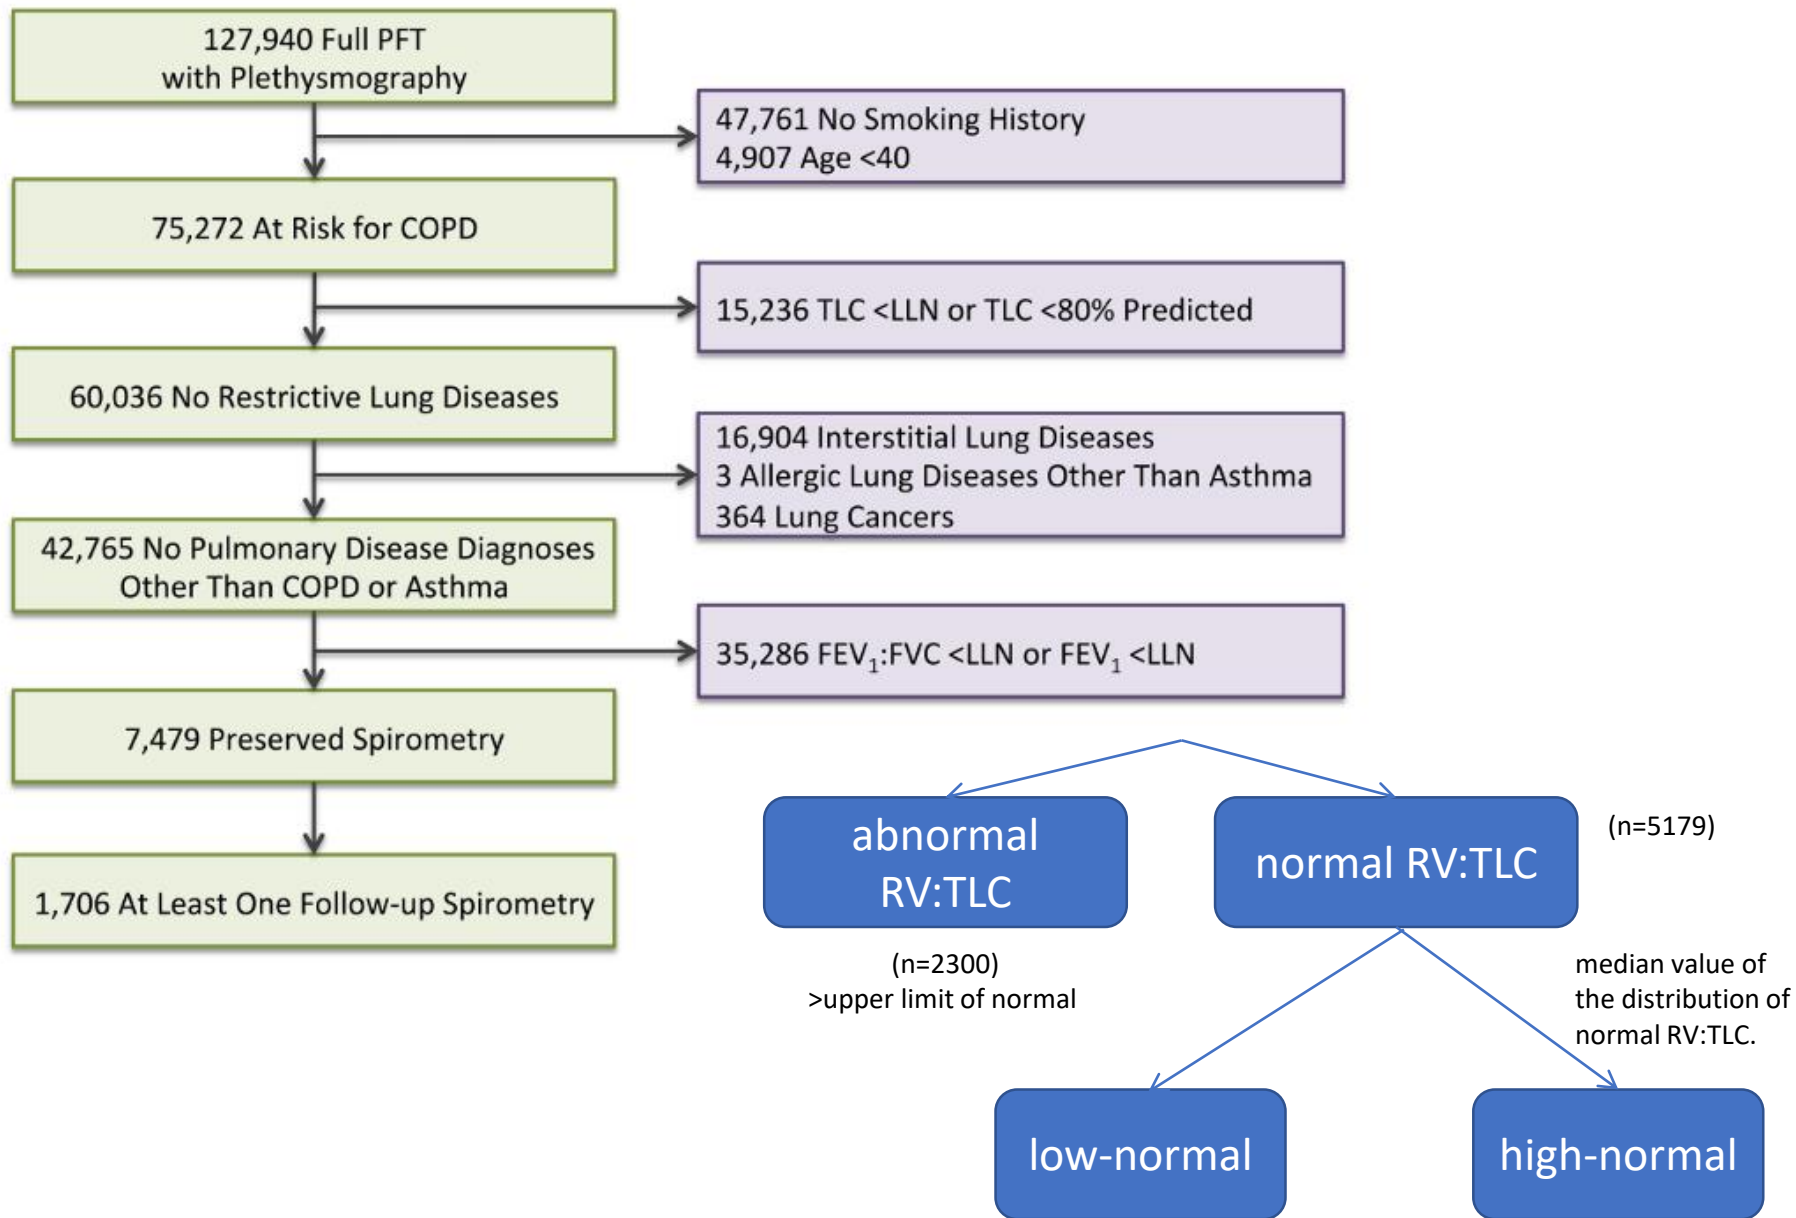 127,940 Full PFT
with Plethysmography
47,761 No Smoking History
4,907 Age <40
75,272 At Risk for COPD
15,236 TLC <LLN or TLC <80% Predicted
60,036 No Restrictive Lung Diseases
16,904 Interstitial Lung Diseases
3 Allergic Lung Diseases Other Than Asthma
364 Lung Cancers
42,765 No Pulmonary Disease Diagnoses
Other Than COPD or Asthma
35,286 FEV₁:FVC <LLN or FEV₁ <LLN
7,479 Preserved Spirometry
1,706 At Least One Follow-up Spirometry
abnormal
RV:TLC
(n=2300)
>upper limit of normal
normal RV:TLC
(n=5179)
median value of
the distribution of
normal RV:TLC.
low-normal
high-normal